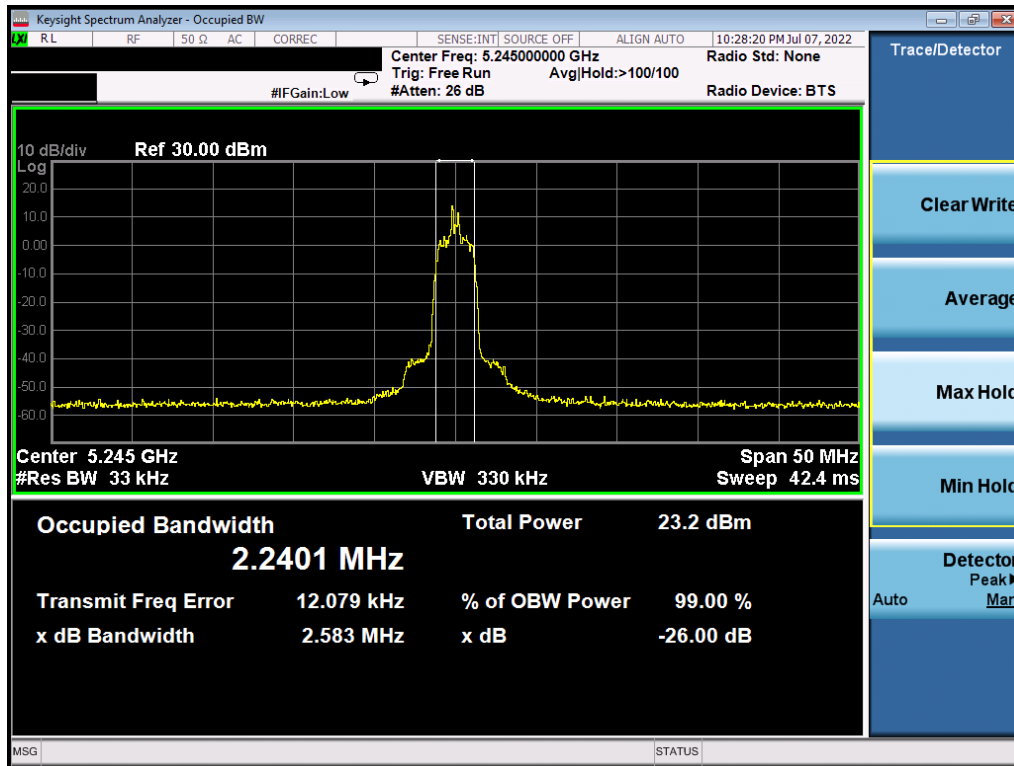 Keysight Spectrum Analyzer - Occupied BW
LXI RL RF 50 Ω AC CORREC SENSE:INT SOURCE OFF ALIGN AUTO 10:28:20 PM Jul 07, 2022
Center Freq: 5.245000000 GHz Radio Std: None
Trig: Free Run Avg|Hold:>100/100
#IFGain:Low #Atten: 26 dB Radio Device: BTS
10 dB/div Ref 30.00 dBm
Log
20.0
10.0
0.00
-10.0
-20.0
-30.0
-40.0
-50.0
-60.0
Center 5.245 GHz Span 50 MHz
#Res BW 33 kHz VBW 330 kHz Sweep 42.4 ms
Occupied Bandwidth Total Power 23.2 dBm
2.2401 MHz
Transmit Freq Error 12.079 kHz % of OBW Power 99.00 %
x dB Bandwidth 2.583 MHz x dB -26.00 dB
MSG STATUS
Trace/Detector
Clear Write
Average
Max Hold
Min Hold
Detector
Peak▶
Auto Man